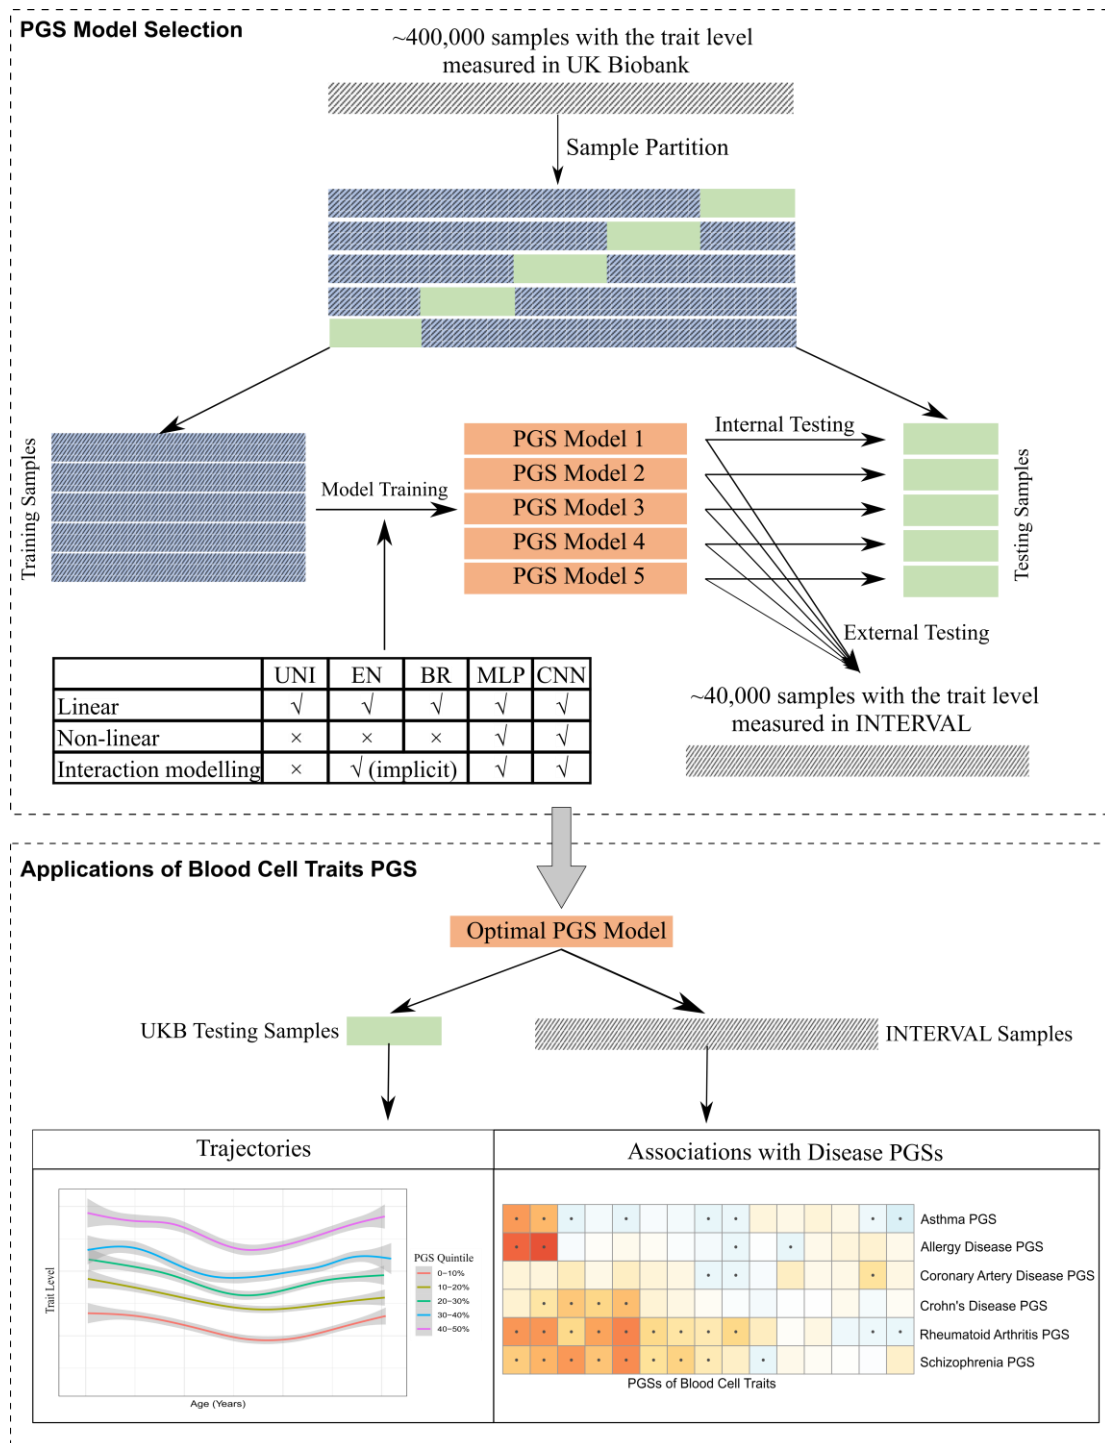 PGS Model Selection
~400,000 samples with the trait level
measured in UK Biobank
Sample Partition
Training Samples
Model Training
PGS Model 1
PGS Model 2
PGS Model 3
PGS Model 4
PGS Model 5
Internal Testing
Testing Samples
External Testing
~40,000 samples with the trait level
measured in INTERVAL
UNI EN BR MLP CNN
Linear √ √ √ √ √
Non-linear × × × √ √
Interaction modelling × √ (implicit) √ √
Applications of Blood Cell Traits PGS
Optimal PGS Model
UKB Testing Samples
INTERVAL Samples
Trajectories
Trait Level
Age (Years)
PGS Quintile
0−10%
10−20%
20−30%
30−40%
40−50%
Associations with Disease PGSs
Asthma PGS
Allergy Disease PGS
Coronary Artery Disease PGS
Crohn's Disease PGS
Rheumatoid Arthritis PGS
Schizophrenia PGS
PGSs of Blood Cell Traits